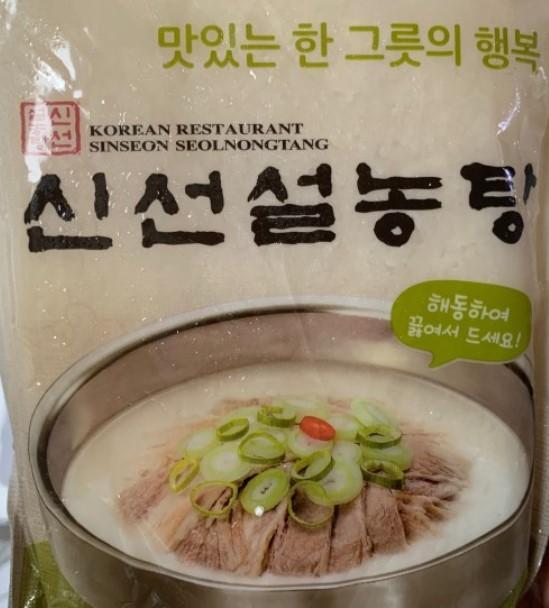 맛있는 한 그릇의 행복
KOREAN RESTAURANT
SINSEON SEOLNONGTANG
신선설농탕
해동하여
끓여서 드세요!